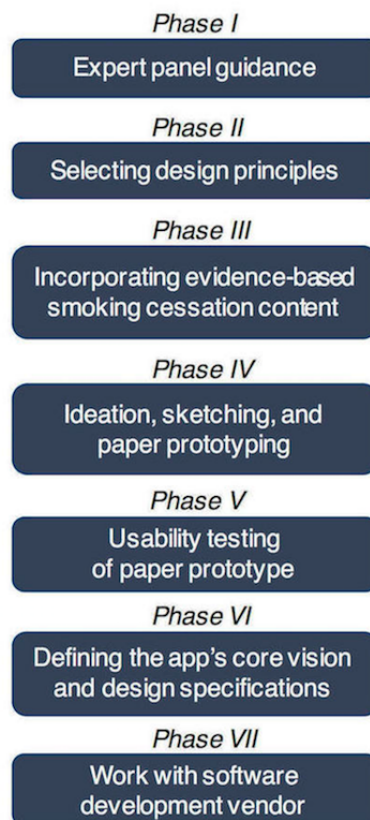 Phase I
Expert panel guidance
Phase II
Selecting design principles
Phase III
Incorporating evidence-based
smoking cessation content
Phase IV
Ideation, sketching, and
paper prototyping
Phase V
Usability testing
of paper prototype
Phase VI
Defining the app's core vision
and design specifications
Phase VII
Work with software
development vendor